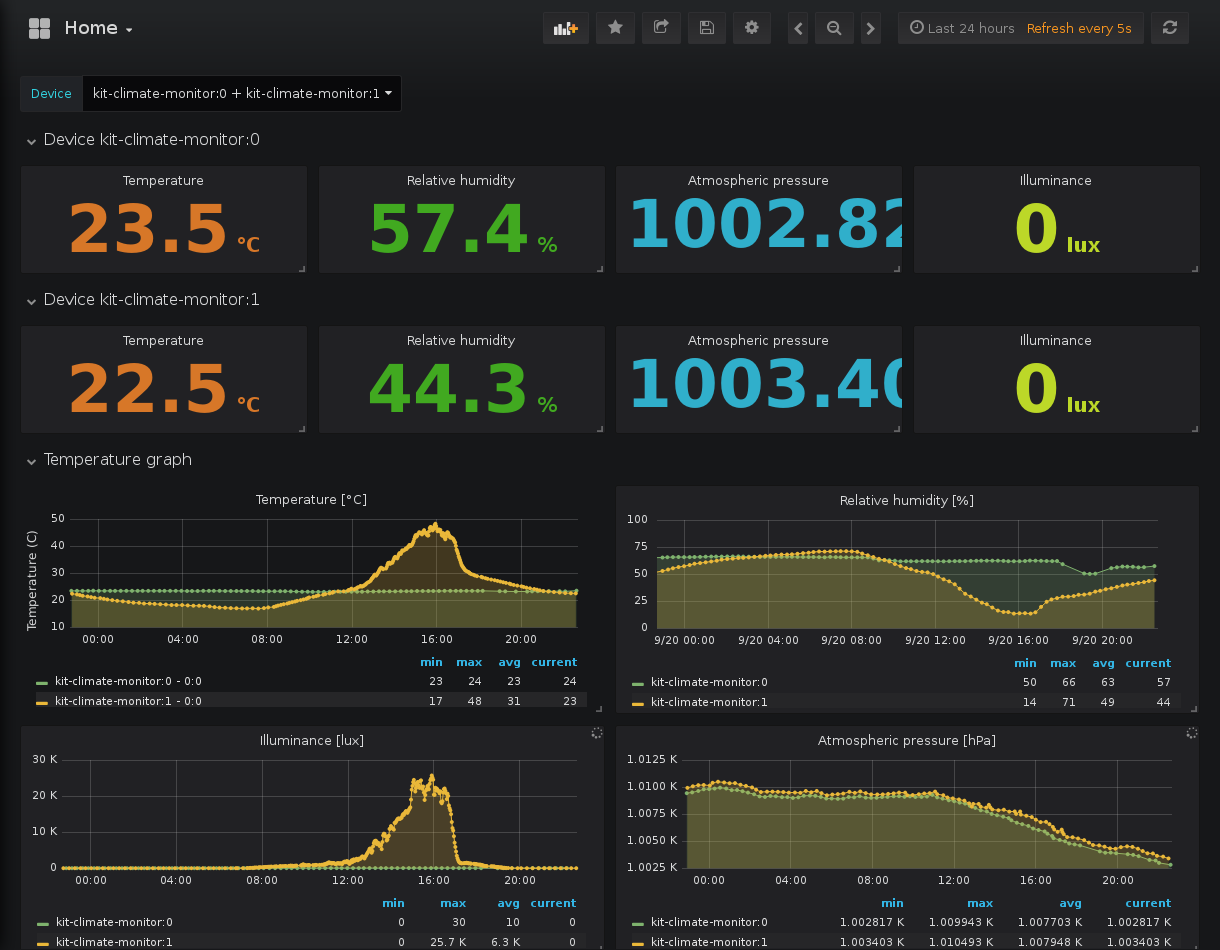 Home
Last 24 hours Refresh every 5s
Device kit-climate-monitor:0 + kit-climate-monitor:1
Device kit-climate-monitor:0
Temperature Relative humidity Atmospheric pressure Illuminance
23.5 °C 57.4 % 1002.82 0 lux
Device kit-climate-monitor:1
Temperature Relative humidity Atmospheric pressure Illuminance
22.5 °C 44.3 % 1003.40 0 lux
Temperature graph
Temperature [°C]
Temperature (C)
50
40
30
20
10
00:00 04:00 08:00 12:00 16:00 20:00
min max avg current
kit-climate-monitor:0 - 0:0 23 24 23 24
kit-climate-monitor:1 - 0:0 17 48 31 23
Relative humidity [%]
100
75
50
25
0
9/20 00:00 9/20 04:00 9/20 08:00 9/20 12:00 9/20 16:00 9/20 20:00
min max avg current
kit-climate-monitor:0 50 66 63 57
kit-climate-monitor:1 14 71 49 44
Illuminance [lux]
30 K
20 K
10 K
0
00:00 04:00 08:00 12:00 16:00 20:00
min max avg current
kit-climate-monitor:0 0 30 10 0
kit-climate-monitor:1 0 25.7 K 6.3 K 0
Atmospheric pressure [hPa]
1.0125 K
1.0100 K
1.0075 K
1.0050 K
1.0025 K
00:00 04:00 08:00 12:00 16:00 20:00
min max avg current
kit-climate-monitor:0 1.002817 K 1.009943 K 1.007703 K 1.002817 K
kit-climate-monitor:1 1.003403 K 1.010493 K 1.007948 K 1.003403 K